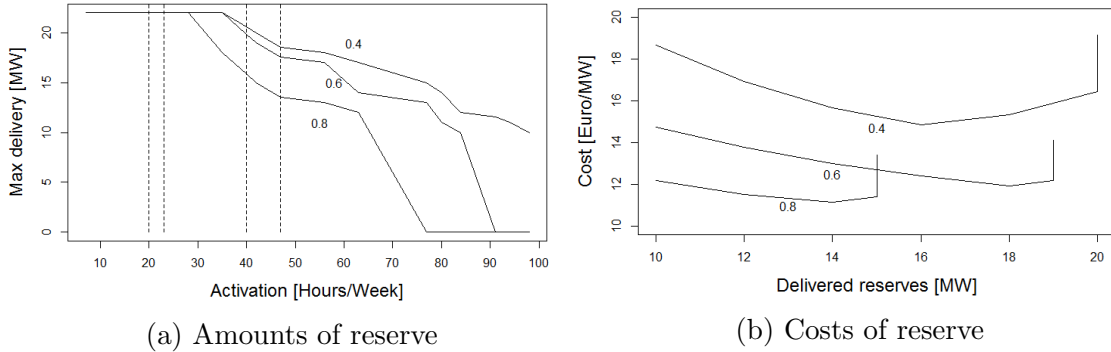 Max delivery [MW]
20
15
10
5
0
0.4
0.6
0.8
10 20 30 40 50 60 70 80 90 100
Activation [Hours/Week]
(a) Amounts of reserve
Cost [Euro/MW]
20
18
16
14
12
10
0.4
0.6
0.8
10 12 14 16 18 20
Delivered reserves [MW]
(b) Costs of reserve